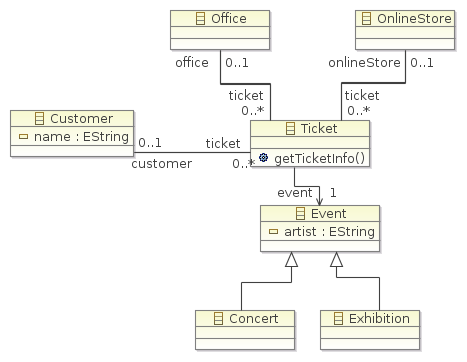 Office
OnlineStore
office 0..1
onlineStore 0..1
ticket
0..*
ticket
0..*
Customer
name : EString
0..1
customer
ticket
0..*
Ticket
getTicketInfo()
event 1
Event
artist : EString
Concert
Exhibition